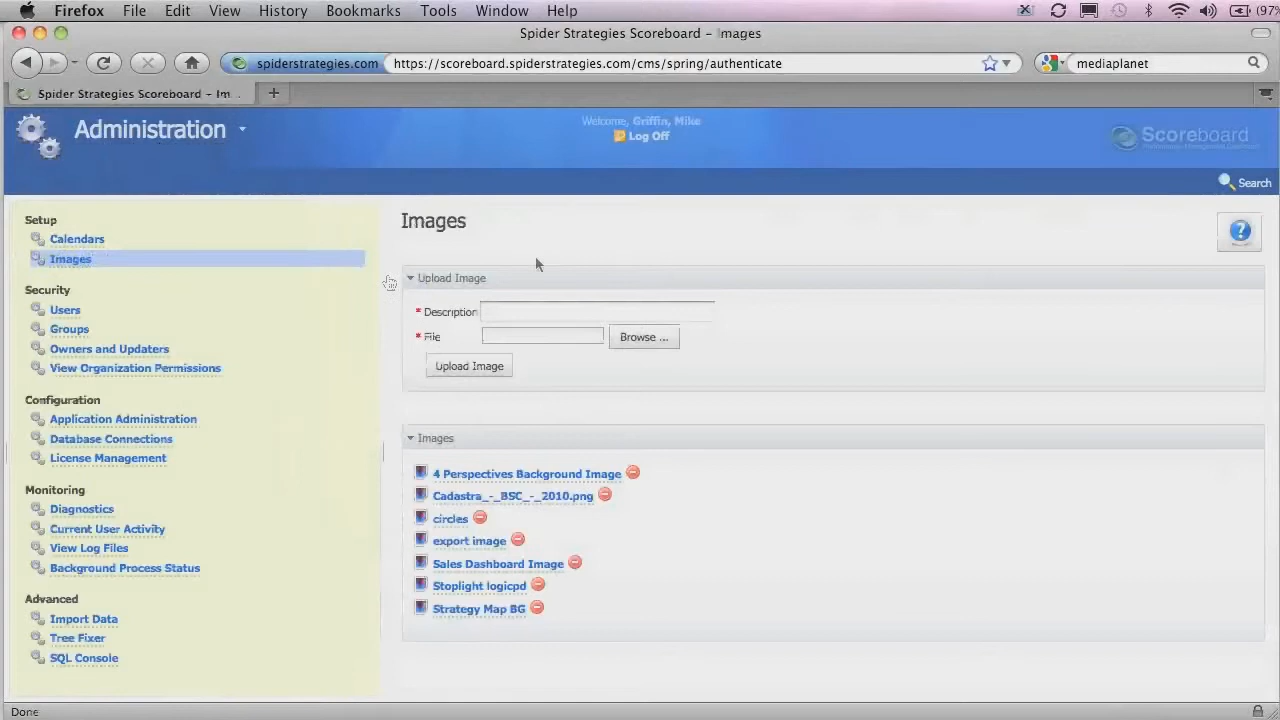 Firefox File Edit View History Bookmarks Tools Window Help (97%
Spider Strategies Scoreboard - Images
spiderstrategies.com https://scoreboard.spiderstrategies.com/cms/spring/authenticate mediaplanet
Spider Strategies Scoreboard - Im...
Administration
Welcome, Griffin, Mike
Log Off
Scoreboard
Search
Setup
Calendars
Images
Security
Users
Groups
Owners and Updaters
View Organization Permissions
Configuration
Application Administration
Database Connections
License Management
Monitoring
Diagnostics
Current User Activity
View Log Files
Background Process Status
Advanced
Import Data
Tree Fixer
SQL Console
Images
Upload Image
* Description
* File Browse ...
Upload Image
Images
4 Perspectives Background Image
Cadastra_-_BSC_-_2010.png
circles
export image
Sales Dashboard Image
Stoplight logicpd
Strategy Map BG
Done